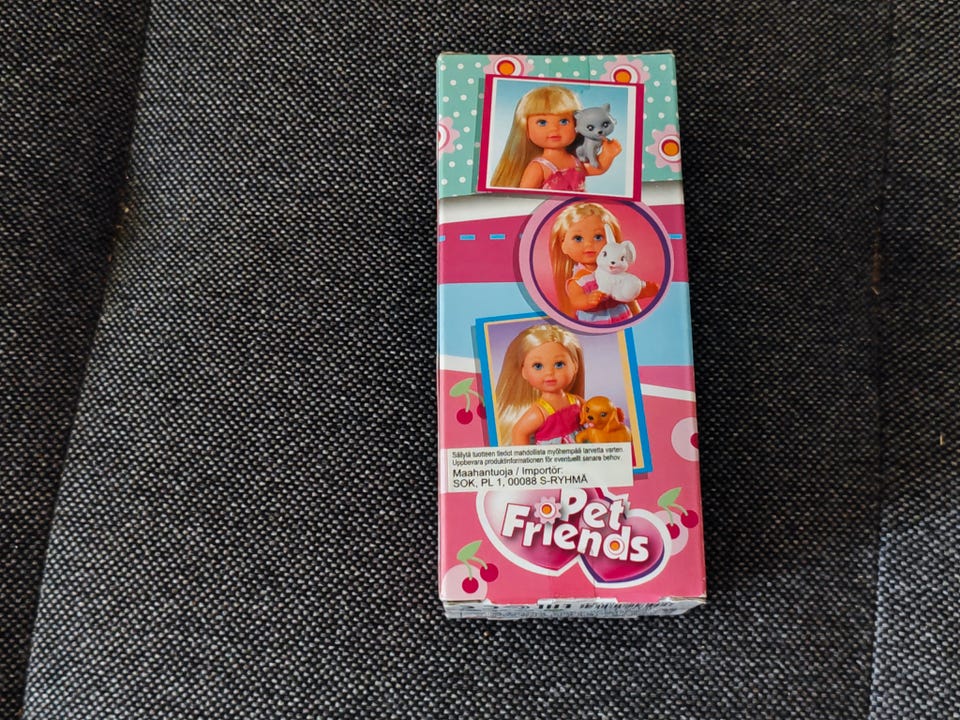 Säilytä tuotteen tiedot mahdollista myöhempää tarvetta varten
Uppbevara produktinformationen för eventuellt senare behov
Maahantuoja / Importör:
SOK, PL 1, 00088 S-RYHMÄ
Pet
Friends